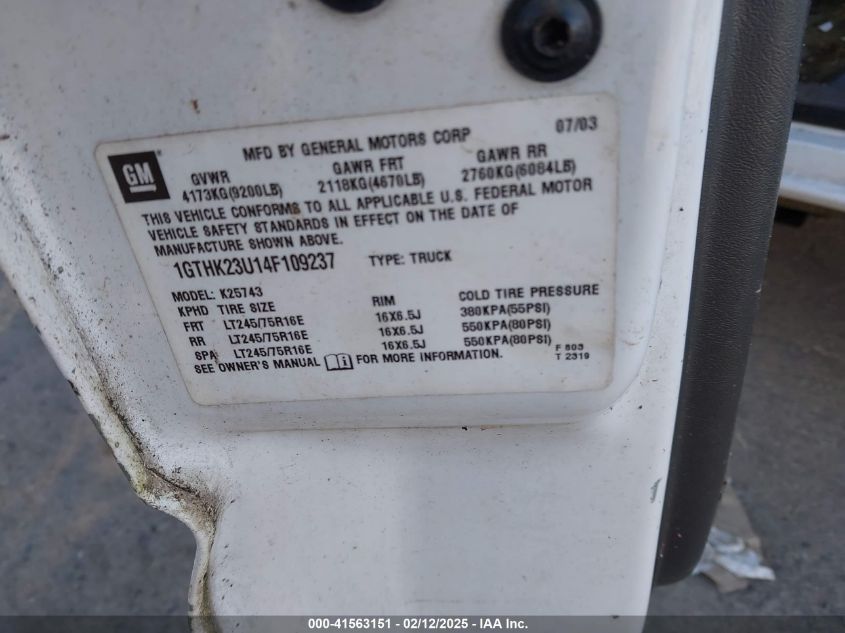 MFD BY GENERAL MOTORS CORP 07/03
GM
GVWR GAWR FRT GAWR RR
4173KG(9200LB) 2118KG(4670LB) 2760KG(6084LB)
THIS VEHICLE CONFORMS TO ALL APPLICABLE U.S. FEDERAL MOTOR
VEHICLE SAFETY STANDARDS IN EFFECT ON THE DATE OF
MANUFACTURE SHOWN ABOVE.
1GTHK23U14F109237 TYPE: TRUCK
MODEL: K25743
KPHD TIRE SIZE RIM COLD TIRE PRESSURE
FRT LT245/75R16E 16X6.5J 380KPA(55PSI)
RR LT245/75R16E 16X6.5J 550KPA(80PSI)
SPA LT245/75R16E 16X6.5J 550KPA(80PSI)
SEE OWNER'S MANUAL FOR MORE INFORMATION.
F 603
T 2319
000-41563151 - 02/12/2025 - IAA Inc.